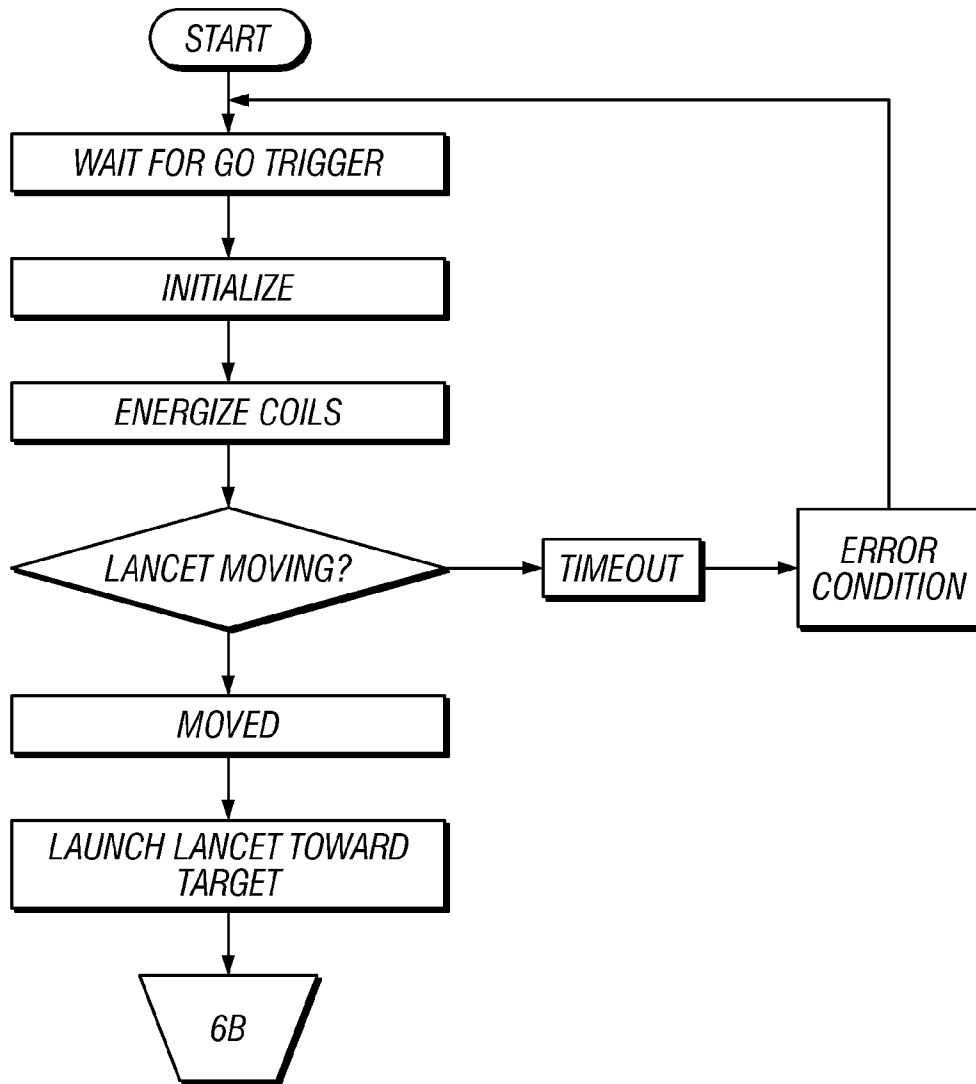 START
WAIT FOR GO TRIGGER
INITIALIZE
ENERGIZE COILS
LANCET MOVING?
TIMEOUT
ERROR
CONDITION
MOVED
LAUNCH LANCET TOWARD
TARGET
6B